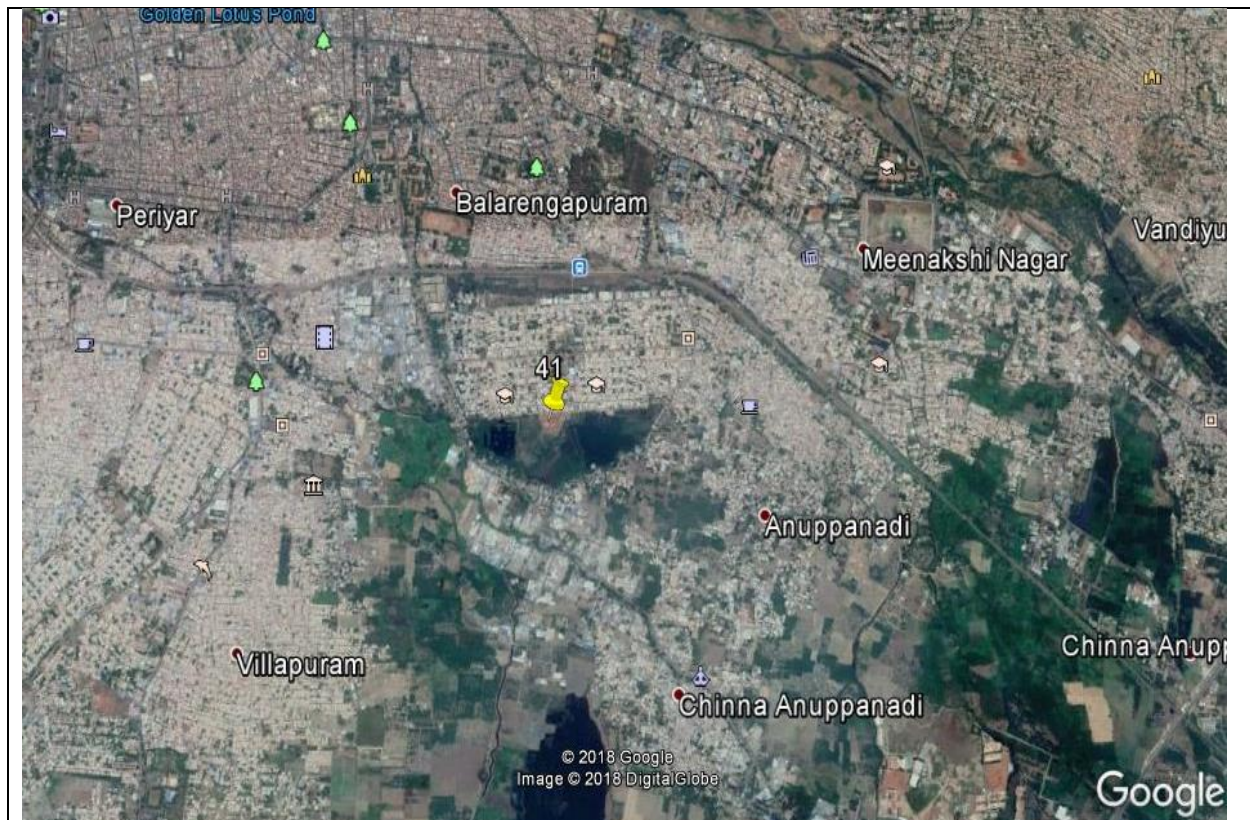 Golden Lotus Pond
Periyar
Balarengapuram
Vandiyu
Meenakshi Nagar
41
Anuppanadi
Villapuram
Chinna Anupp
Chinna Anuppanadi
© 2018 Google
Image © 2018 DigitalGlobe
Google